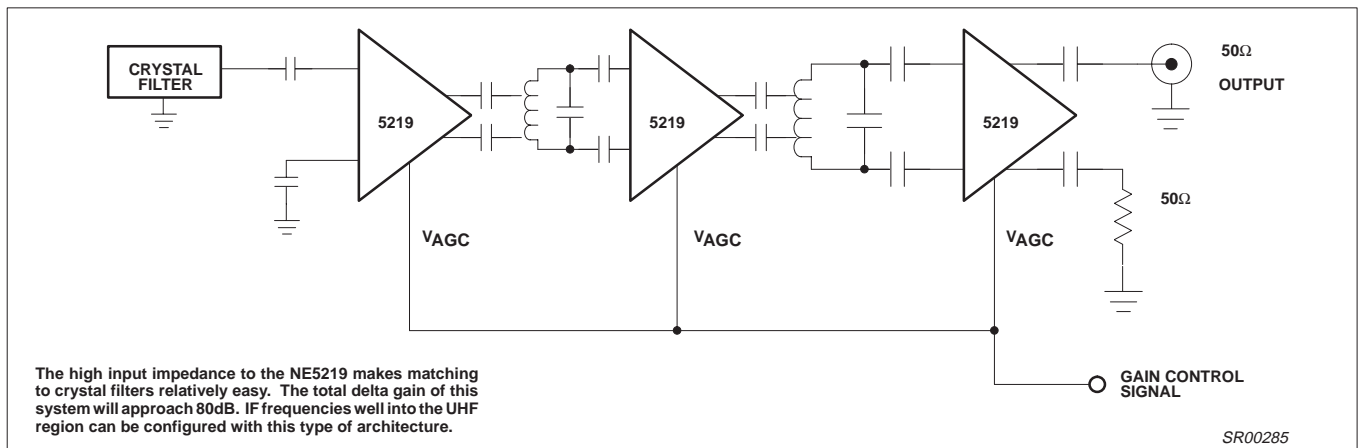 CRYSTAL
FILTER
5219
5219
5219
50Ω
OUTPUT
50Ω
VAGC
VAGC
VAGC
GAIN CONTROL
SIGNAL
The high input impedance to the NE5219 makes matching
to crystal filters relatively easy. The total delta gain of this
system will approach 80dB. IF frequencies well into the UHF
region can be configured with this type of architecture.
SR00285